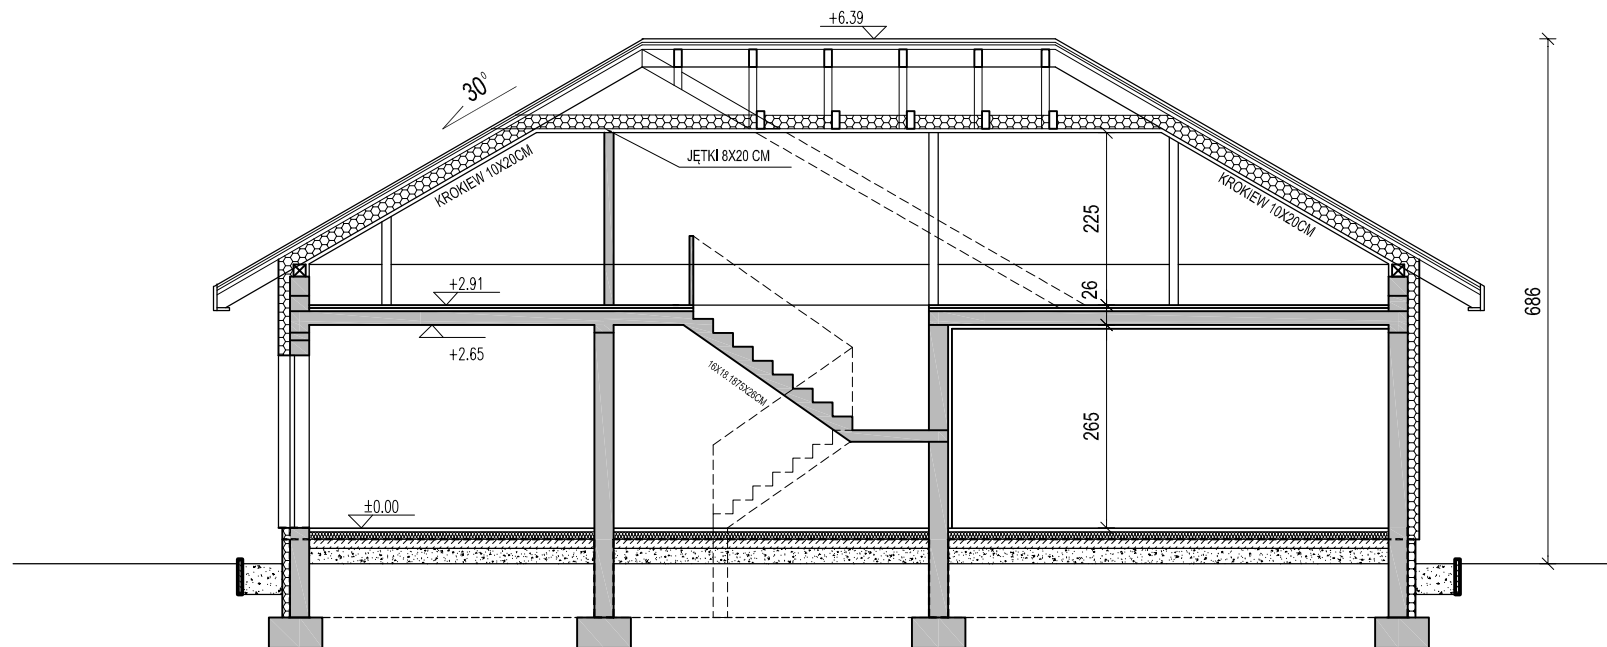 +6.39
30°
JĘTKI 8X20 CM
KROKIEW 10X20CM
KROKIEW 10X20CM
225
+2.91
26
686
+2.65
16X18.1875X26CM
265
±0.00